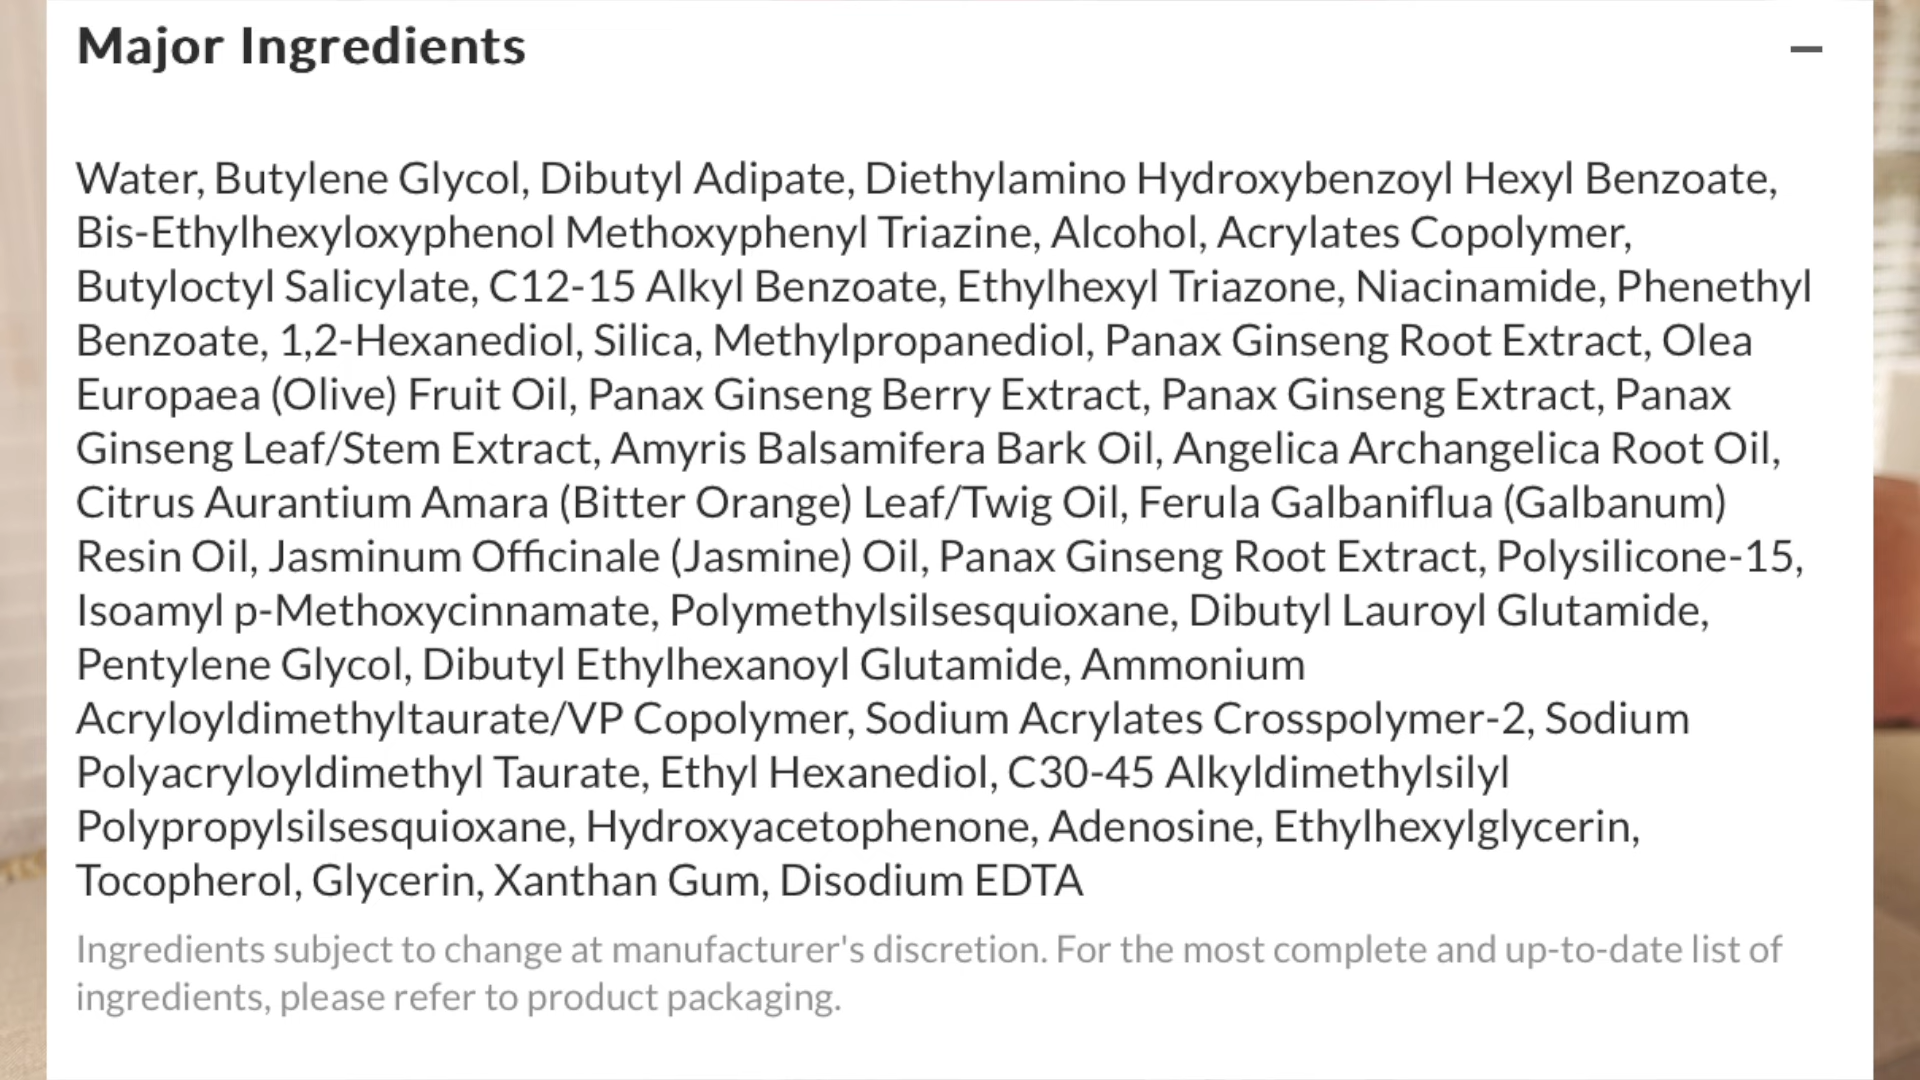 Major Ingredients
Water, Butylene Glycol, Dibutyl Adipate, Diethylamino Hydroxybenzoyl Hexyl Benzoate,
Bis-Ethylhexyloxyphenol Methoxyphenyl Triazine, Alcohol, Acrylates Copolymer,
Butyloctyl Salicylate, C12-15 Alkyl Benzoate, Ethylhexyl Triazone, Niacinamide, Phenethyl
Benzoate, 1,2-Hexanediol, Silica, Methylpropanediol, Panax Ginseng Root Extract, Olea
Europaea (Olive) Fruit Oil, Panax Ginseng Berry Extract, Panax Ginseng Extract, Panax
Ginseng Leaf/Stem Extract, Amyris Balsamifera Bark Oil, Angelica Archangelica Root Oil,
Citrus Aurantium Amara (Bitter Orange) Leaf/Twig Oil, Ferula Galbaniflua (Galbanum)
Resin Oil, Jasminum Officinale (Jasmine) Oil, Panax Ginseng Root Extract, Polysilicone-15,
Isoamyl p-Methoxycinnamate, Polymethylsilsesquioxane, Dibutyl Lauroyl Glutamide,
Pentylene Glycol, Dibutyl Ethylhexanoyl Glutamide, Ammonium
Acryloyldimethyltaurate/VP Copolymer, Sodium Acrylates Crosspolymer-2, Sodium
Polyacryloyldimethyl Taurate, Ethyl Hexanediol, C30-45 Alkyldimethylsilyl
Polypropylsilsesquioxane, Hydroxyacetophenone, Adenosine, Ethylhexylglycerin,
Tocopherol, Glycerin, Xanthan Gum, Disodium EDTA
Ingredients subject to change at manufacturer's discretion. For the most complete and up-to-date list of
ingredients, please refer to product packaging.